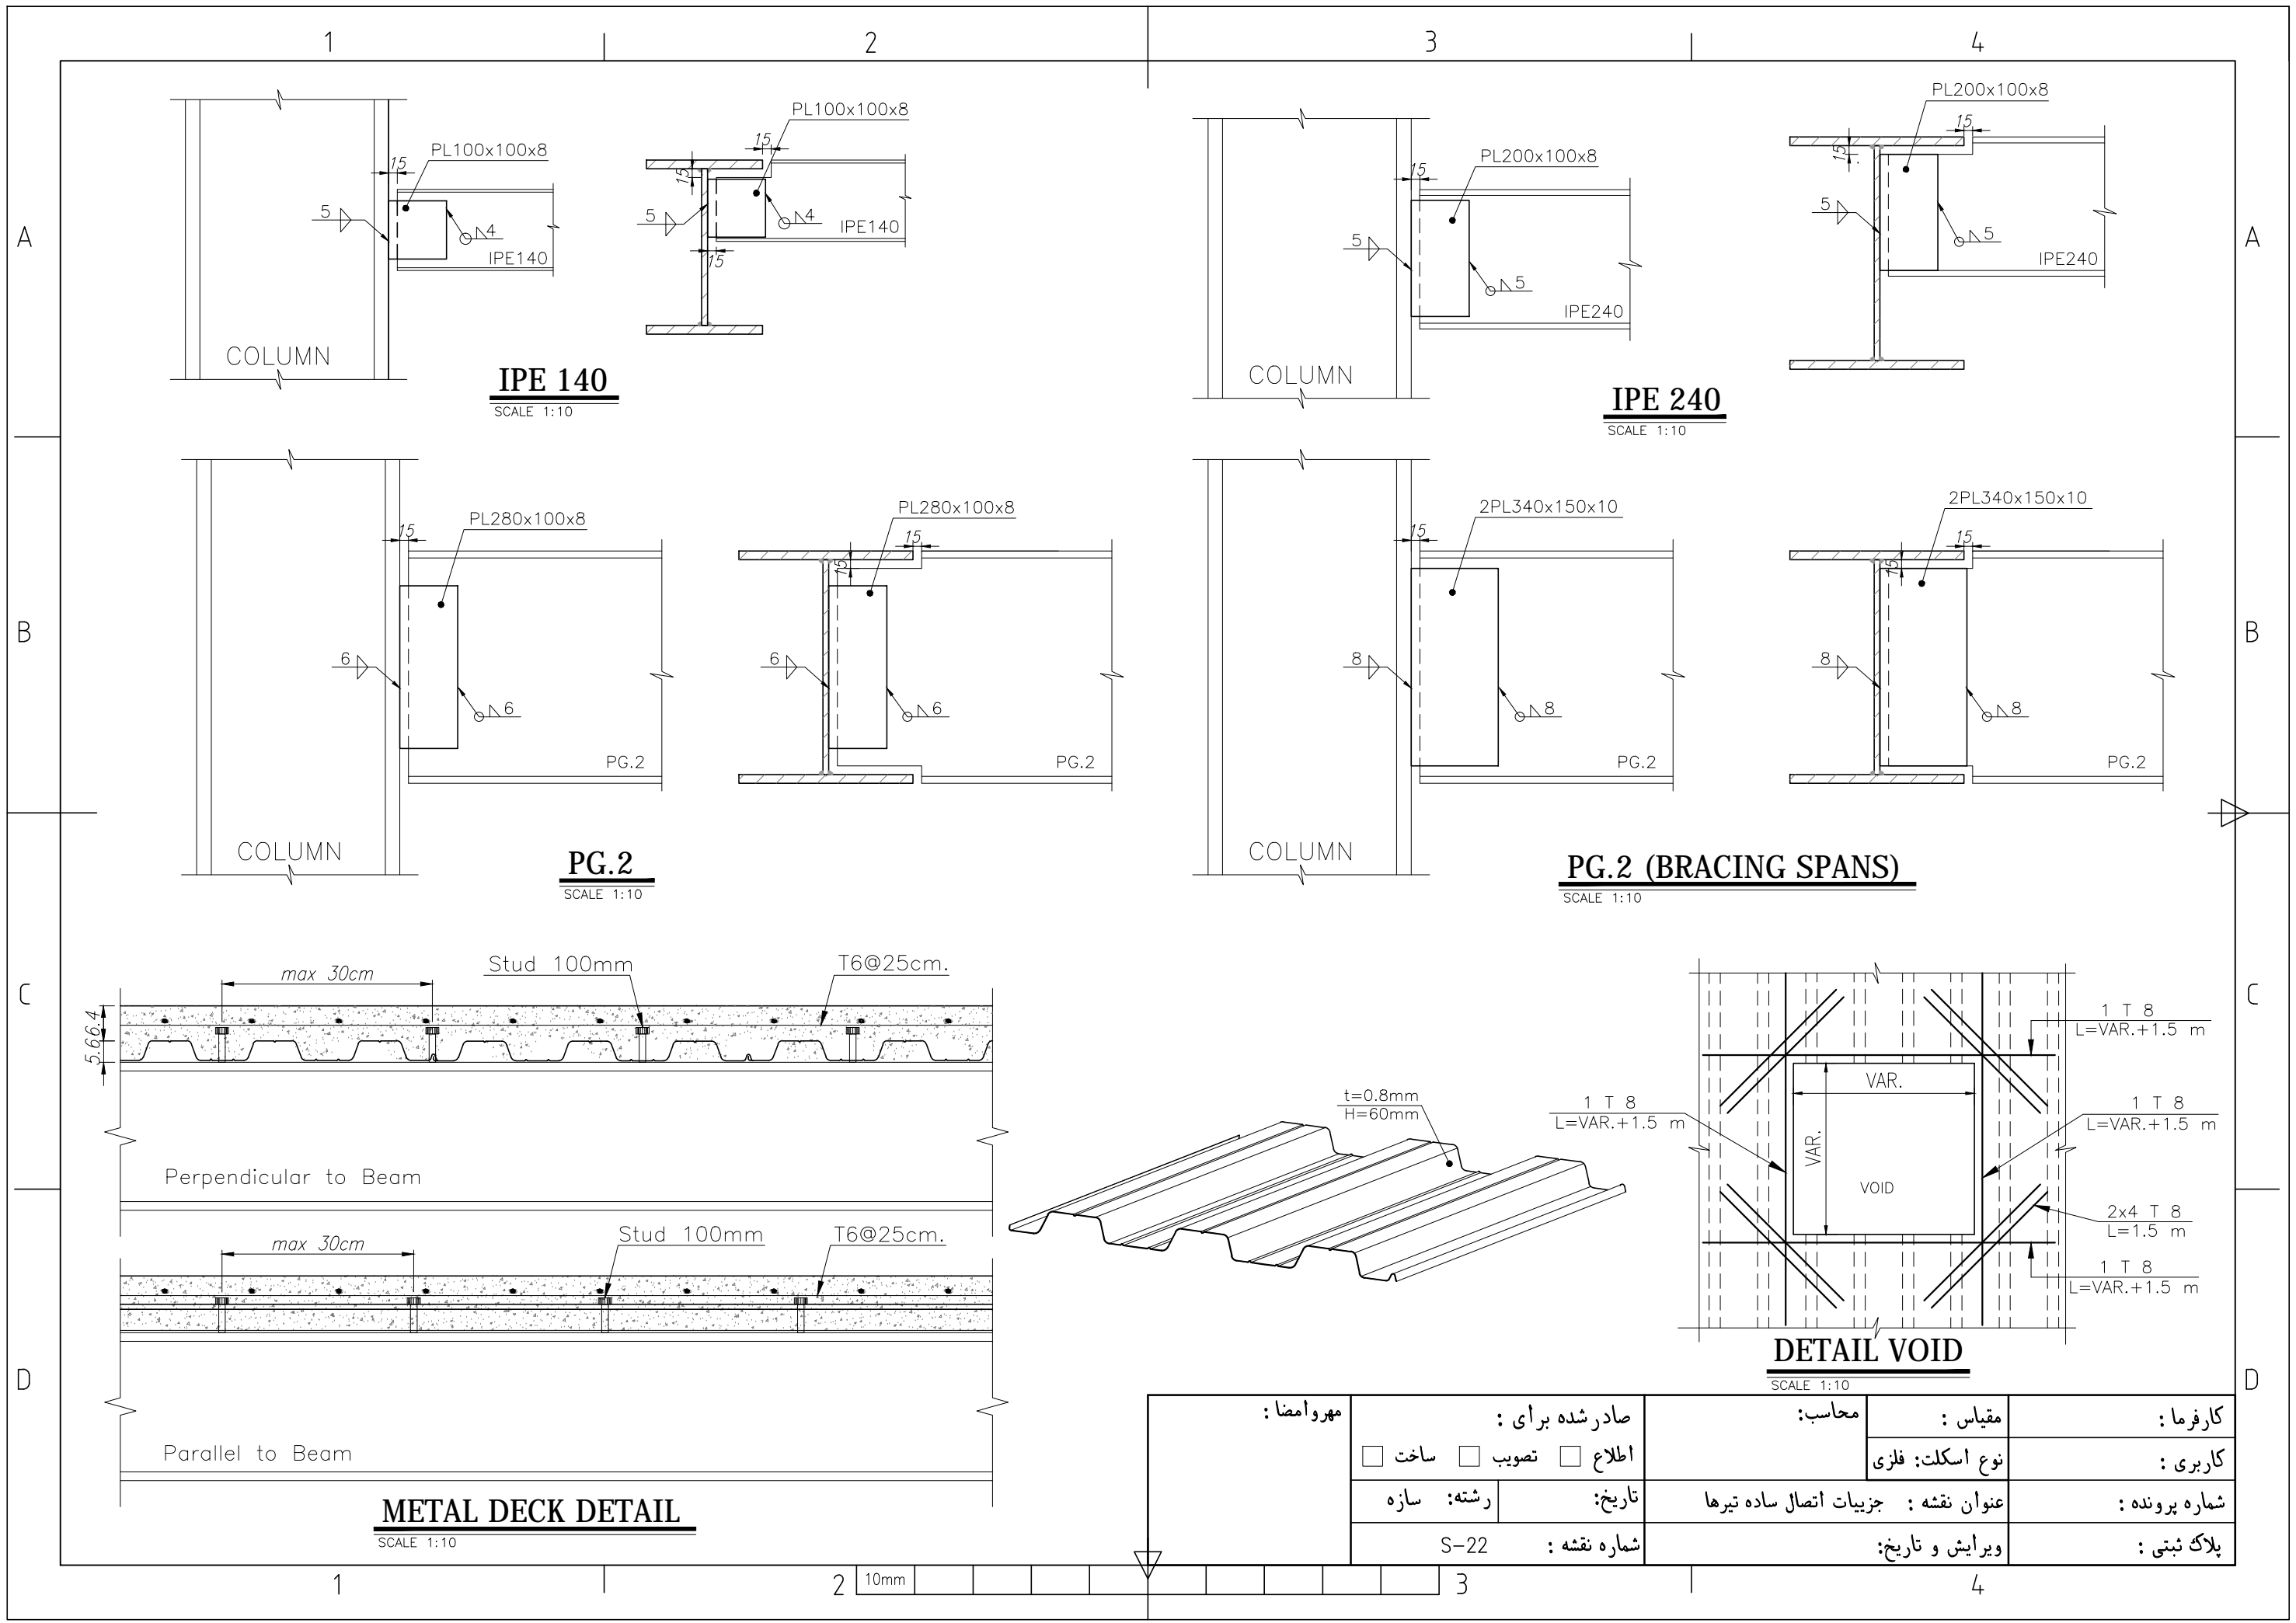 1
2
3
4
A
A
B
B
C
C
D
D
PL100x100x8
15
5
4
IPE140
COLUMN
PL100x100x8
15
15
5
4
IPE140
15
IPE 140
SCALE 1:10
PL200x100x8
15
5
5
IPE240
COLUMN
PL200x100x8
15
15
5
5
IPE240
IPE 240
SCALE 1:10
PL280x100x8
15
6
6
PG.2
COLUMN
PL280x100x8
15
15
6
6
PG.2
PG.2
SCALE 1:10
2PL340x150x10
15
8
8
PG.2
COLUMN
2PL340x150x10
15
15
8
8
PG.2
PG.2 (BRACING SPANS)
SCALE 1:10
max 30cm
Stud 100mm
T6@25cm.
5.66.4
Perpendicular to Beam
max 30cm
Stud 100mm
T6@25cm.
Parallel to Beam
METAL DECK DETAIL
SCALE 1:10
t=0.8mm
H=60mm
1 T 8
L=VAR.+1.5 m
1 T 8
L=VAR.+1.5 m
1 T 8
L=VAR.+1.5 m
2x4 T 8
L=1.5 m
1 T 8
L=VAR.+1.5 m
VAR.
VAR.
VOID
DETAIL VOID
SCALE 1:10
کارفرما :
مقیاس :
محاسب:
صادر شده برای :
مهر و امضا :
کاربری :
نوع اسکلت: فلزی
اطلاع
تصویب
ساخت
شماره پرونده :
عنوان نقشه : جزییات اتصال ساده تیرها
تاریخ:
رشته: سازه
پلاک ثبتی :
ویرایش و تاریخ:
شماره نقشه : S-22
1
2
10mm
3
4